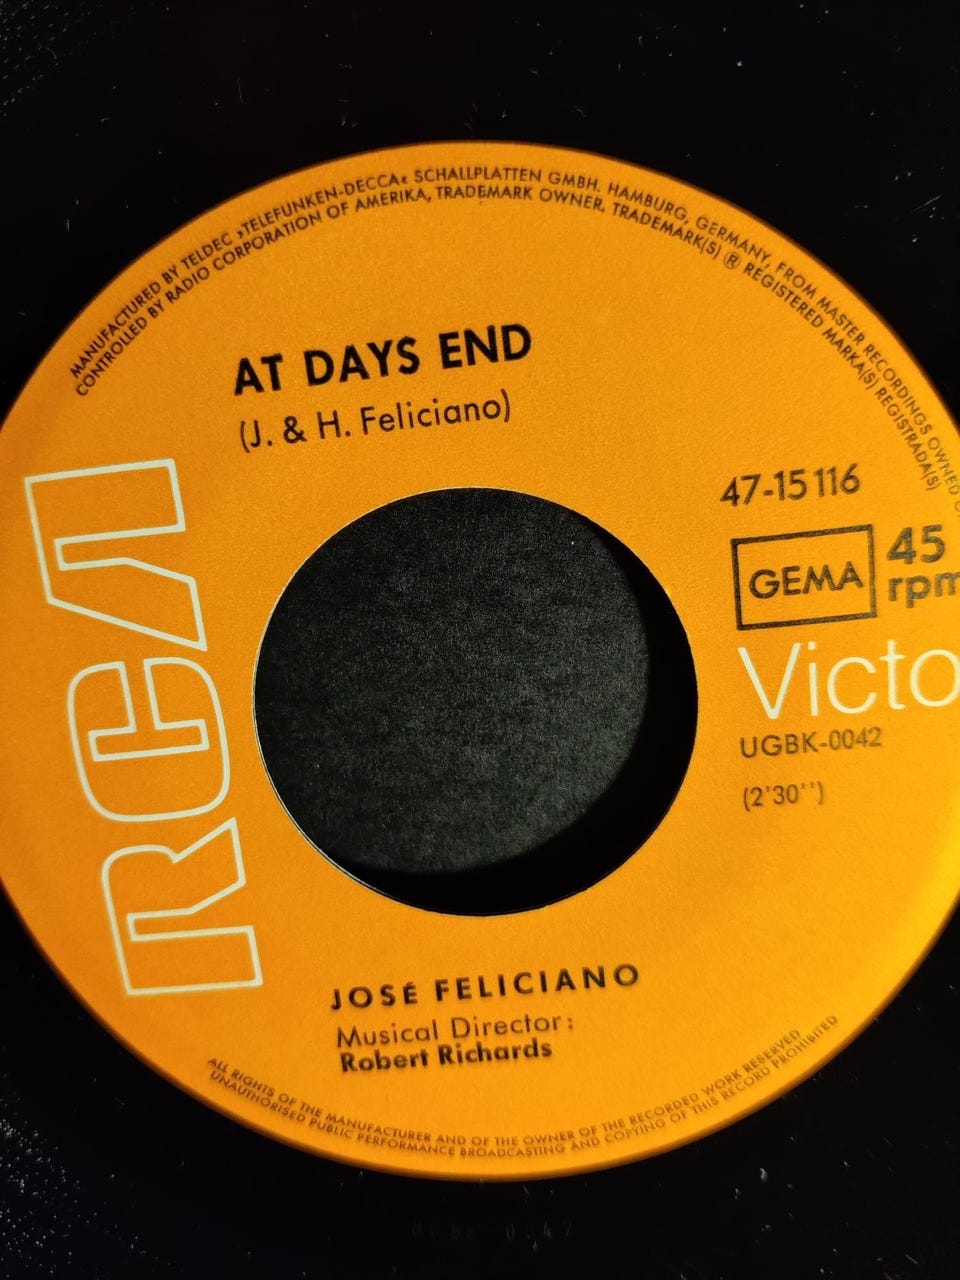 MANUFACTURED BY TELDEC ›TELEFUNKEN-DECCA‹ SCHALLPLATTEN GMBH. HAMBURG, GERMANY, FROM MASTER RECORDINGS OWNED
CONTROLLED BY RADIO CORPORATION OF AMERIKA, TRADEMARK OWNER. TRADEMARK(S) ® REGISTERED MARKA(S) REGISTRADA(S)
AT DAYS END
(J. & H. Feliciano)
RCA
47-15116
GEMA
45
rpm
Victo
UGBK-0042
(2'30'')
JOSÉ FELICIANO
Musical Director:
Robert Richards
ALL RIGHTS OF THE MANUFACTURER AND OF THE OWNER OF THE RECORDED WORK RESERVED
UNAUTHORISED PUBLIC PERFORMANCE BROADCASTING AND COPYING OF THIS RECORD PROHIBITED